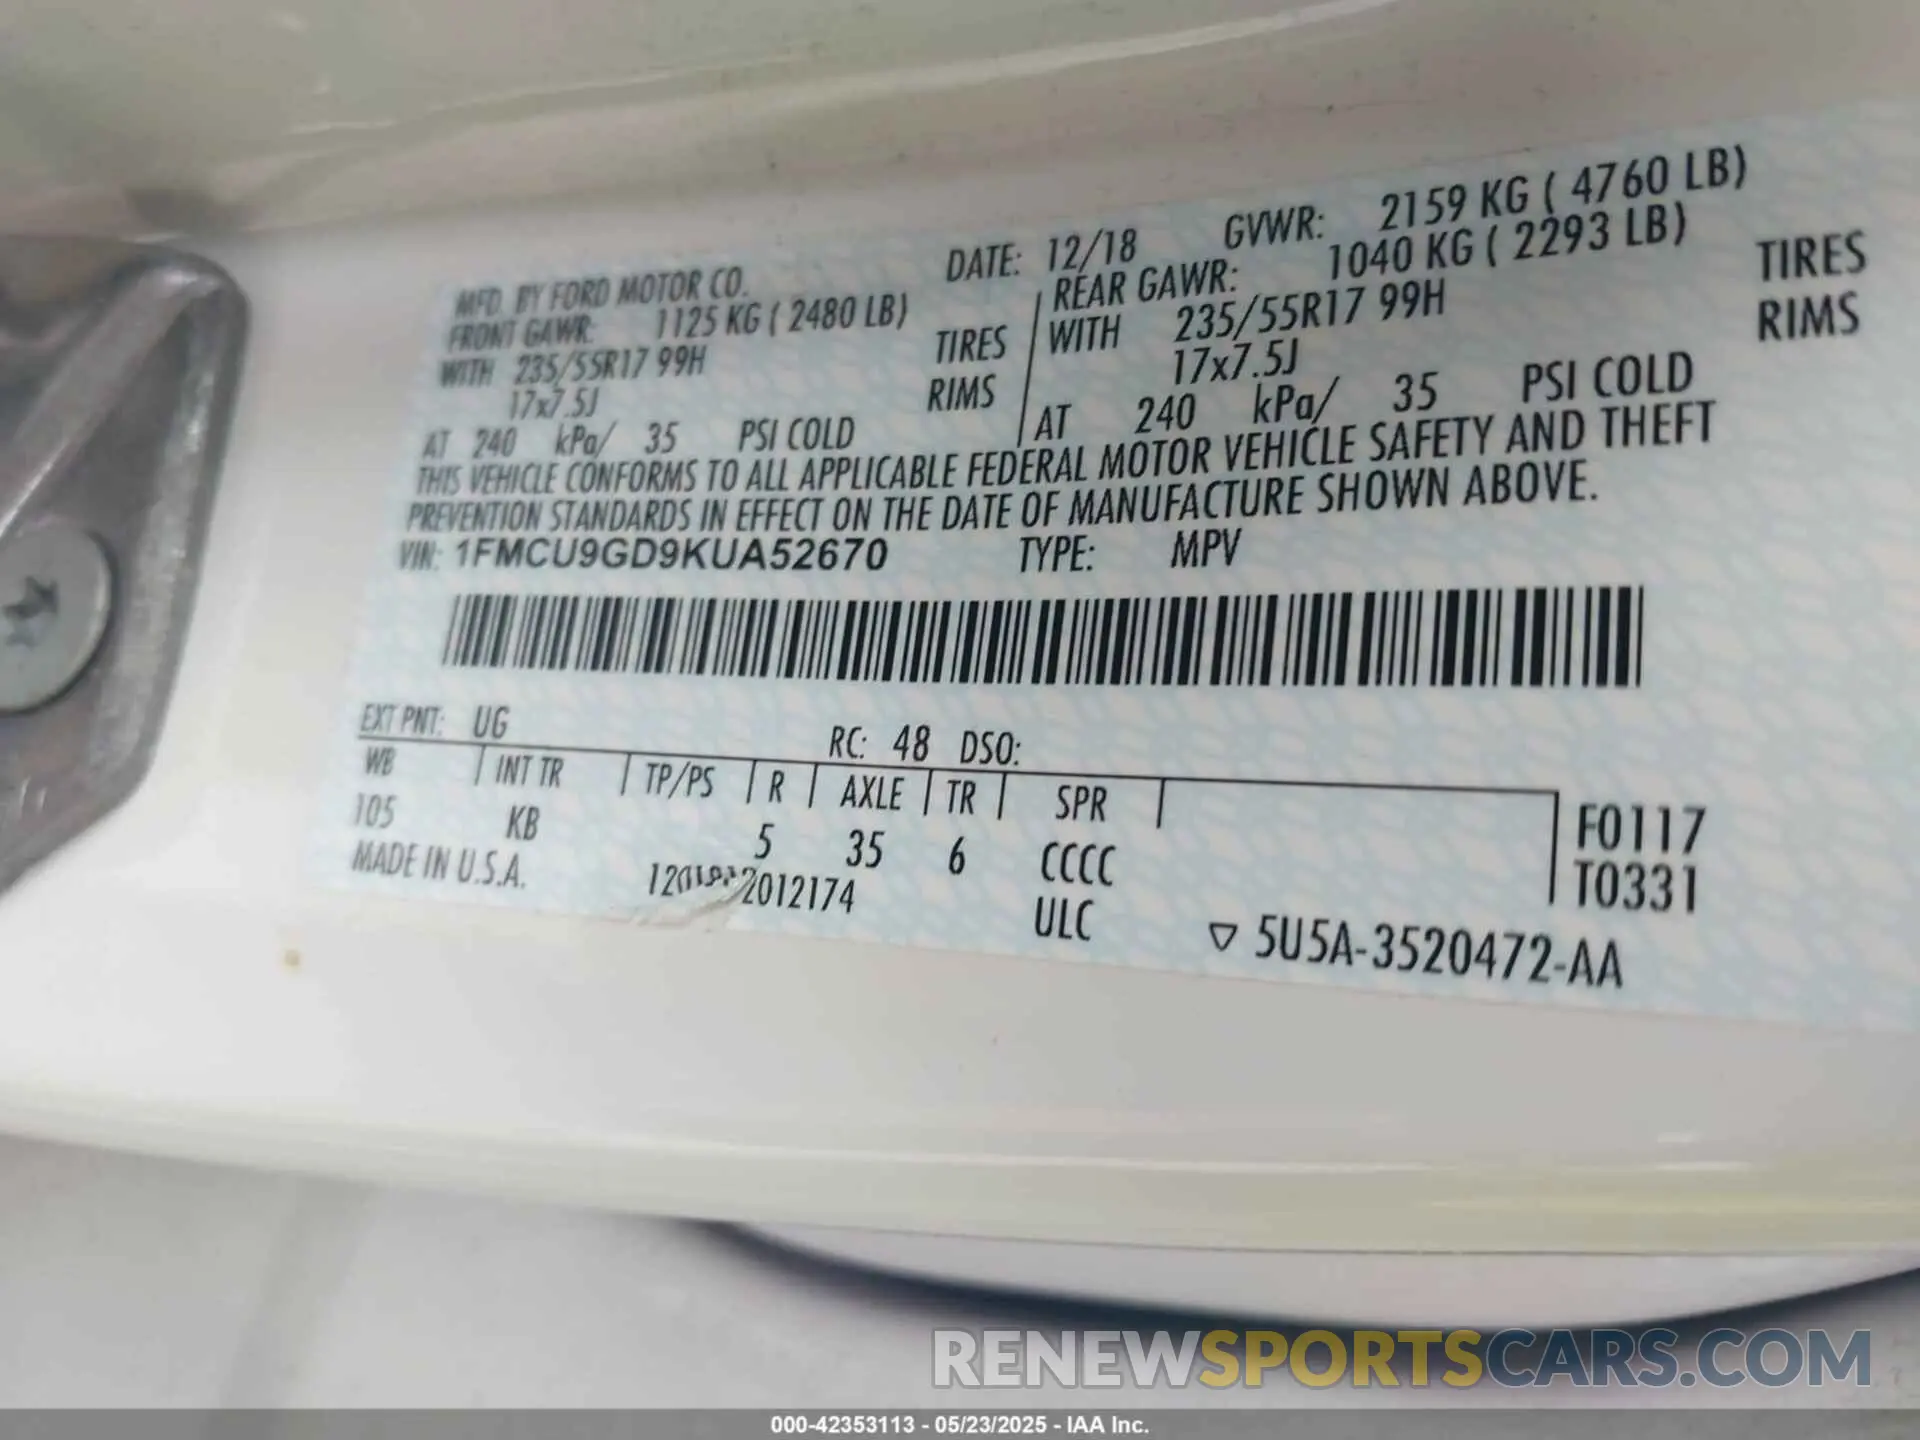 MFD. BY FORD MOTOR CO. DATE: 12/18 GVWR: 2159 KG ( 4760 LB)
FRONT GAWR: 1125 KG ( 2480 LB) REAR GAWR: 1040 KG ( 2293 LB)
WITH 235/55R17 99H TIRES WITH 235/55R17 99H TIRES
17x7.5J RIMS 17x7.5J RIMS
AT 240 kPa/ 35 PSI COLD AT 240 kPa/ 35 PSI COLD
THIS VEHICLE CONFORMS TO ALL APPLICABLE FEDERAL MOTOR VEHICLE SAFETY AND THEFT
PREVENTION STANDARDS IN EFFECT ON THE DATE OF MANUFACTURE SHOWN ABOVE.
VIN: 1FMCU9GD9KUA52670 TYPE: MPV
EXT PNT: UG RC: 48 DSO:
WB INT TR TP/PS R AXLE TR SPR
105 KB 5 35 6 CCCC F0117
MADE IN U.S.A. 2012174 ULC T0331
▽ 5U5A-3520472-AA
RENEWSPORTSCARS.COM
000-42353113 - 05/23/2025 - IAA Inc.